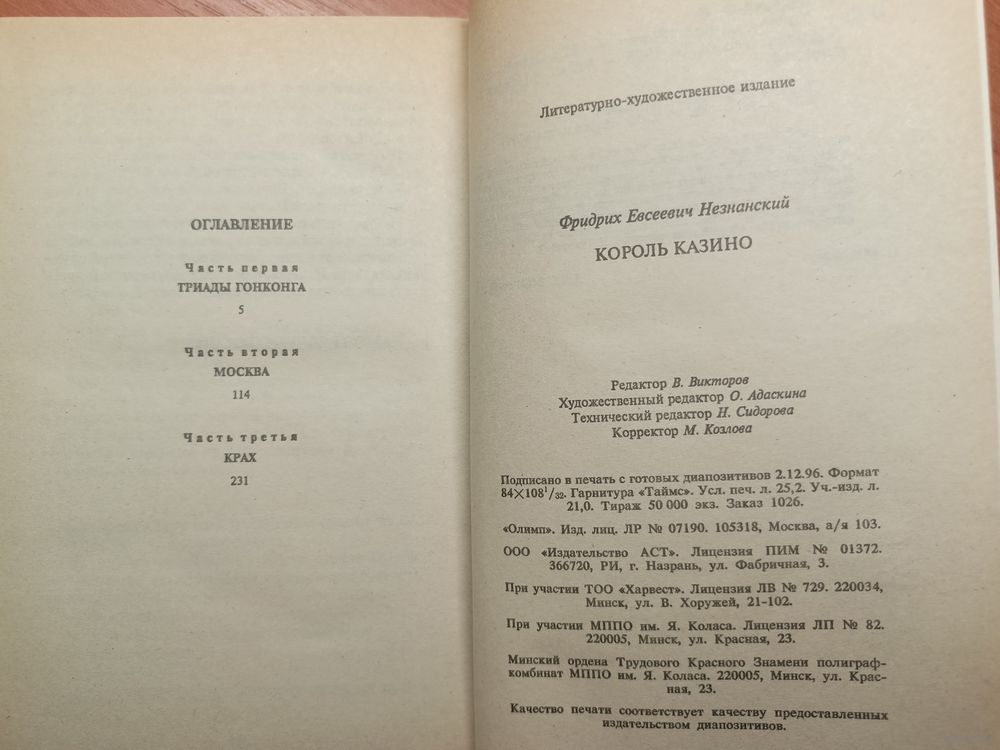 ОГЛАВЛЕНИЕ
Часть первая
ТРИАДЫ ГОНКОНГА
5
Часть вторая
МОСКВА
114
Часть третья
КРАХ
231
Литературно-художественное издание
Фридрих Евсеевич Незнанский
КОРОЛЬ КАЗИНО
Редактор В. Викторов
Художественный редактор О. Адаскина
Технический редактор Н. Сидорова
Корректор М. Козлова
Подписано в печать с готовых диапозитивов 2.12.96. Формат
84×108¹/₃₂. Гарнитура «Таймс». Усл. печ. л. 25,2. Уч.-изд. л.
21,0. Тираж 50 000 экз. Заказ 1026.
«Олимп». Изд. лиц. ЛР № 07190. 105318, Москва, а/я 103.
ООО «Издательство АСТ». Лицензия ПИМ № 01372.
366720, РИ, г. Назрань, ул. Фабричная, 3.
При участии ТОО «Харвест». Лицензия ЛВ № 729. 220034,
Минск, ул. В. Хоружей, 21-102.
При участии МППО им. Я. Коласа. Лицензия ЛП № 82.
220005, Минск, ул. Красная, 23.
Минский ордена Трудового Красного Знамени полиграф-
комбинат МППО им. Я. Коласа. 220005, Минск, ул. Крас-
ная, 23.
Качество печати соответствует качеству предоставленных
издательством диапозитивов.